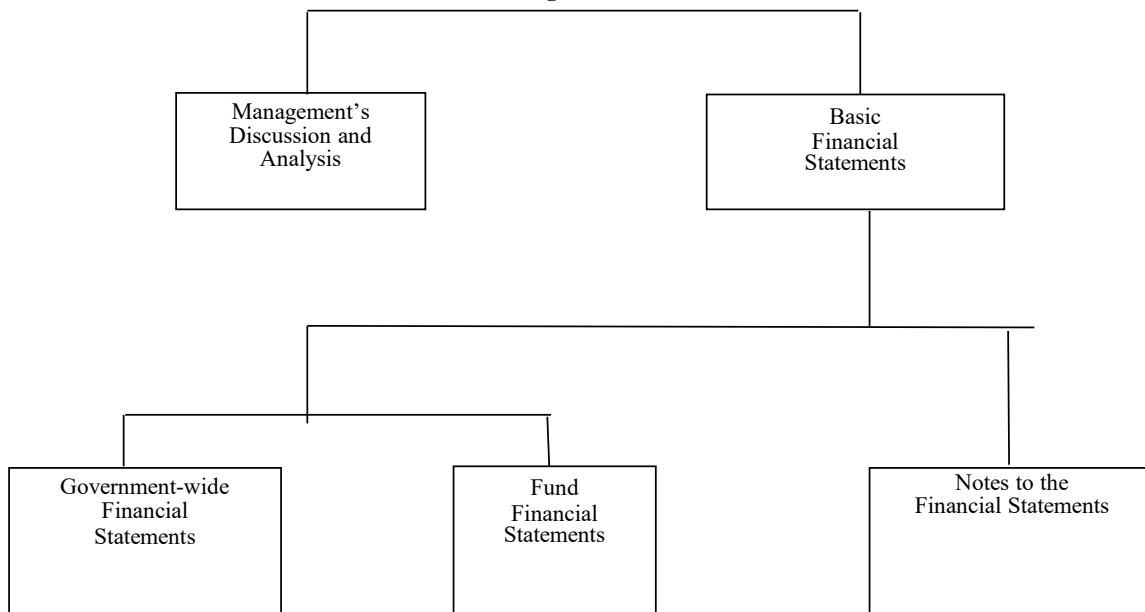 Management’s
Discussion and
Analysis
Basic
Financial
Statements
Government-wide
Financial
Statements
Fund
Financial
Statements
Notes to the
Financial Statements